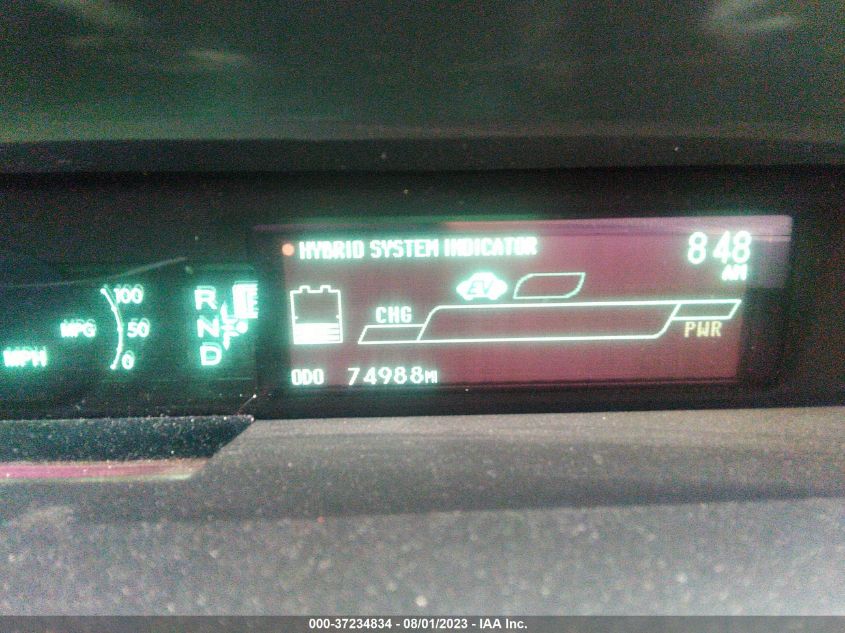 HYBRID SYSTEM INDICATOR
8 48
AM
EV
CHG
PWR
ODO 74988MI
100
MPG 50
0
MPH
R
N
D
000-37234834 - 08/01/2023 - IAA Inc.